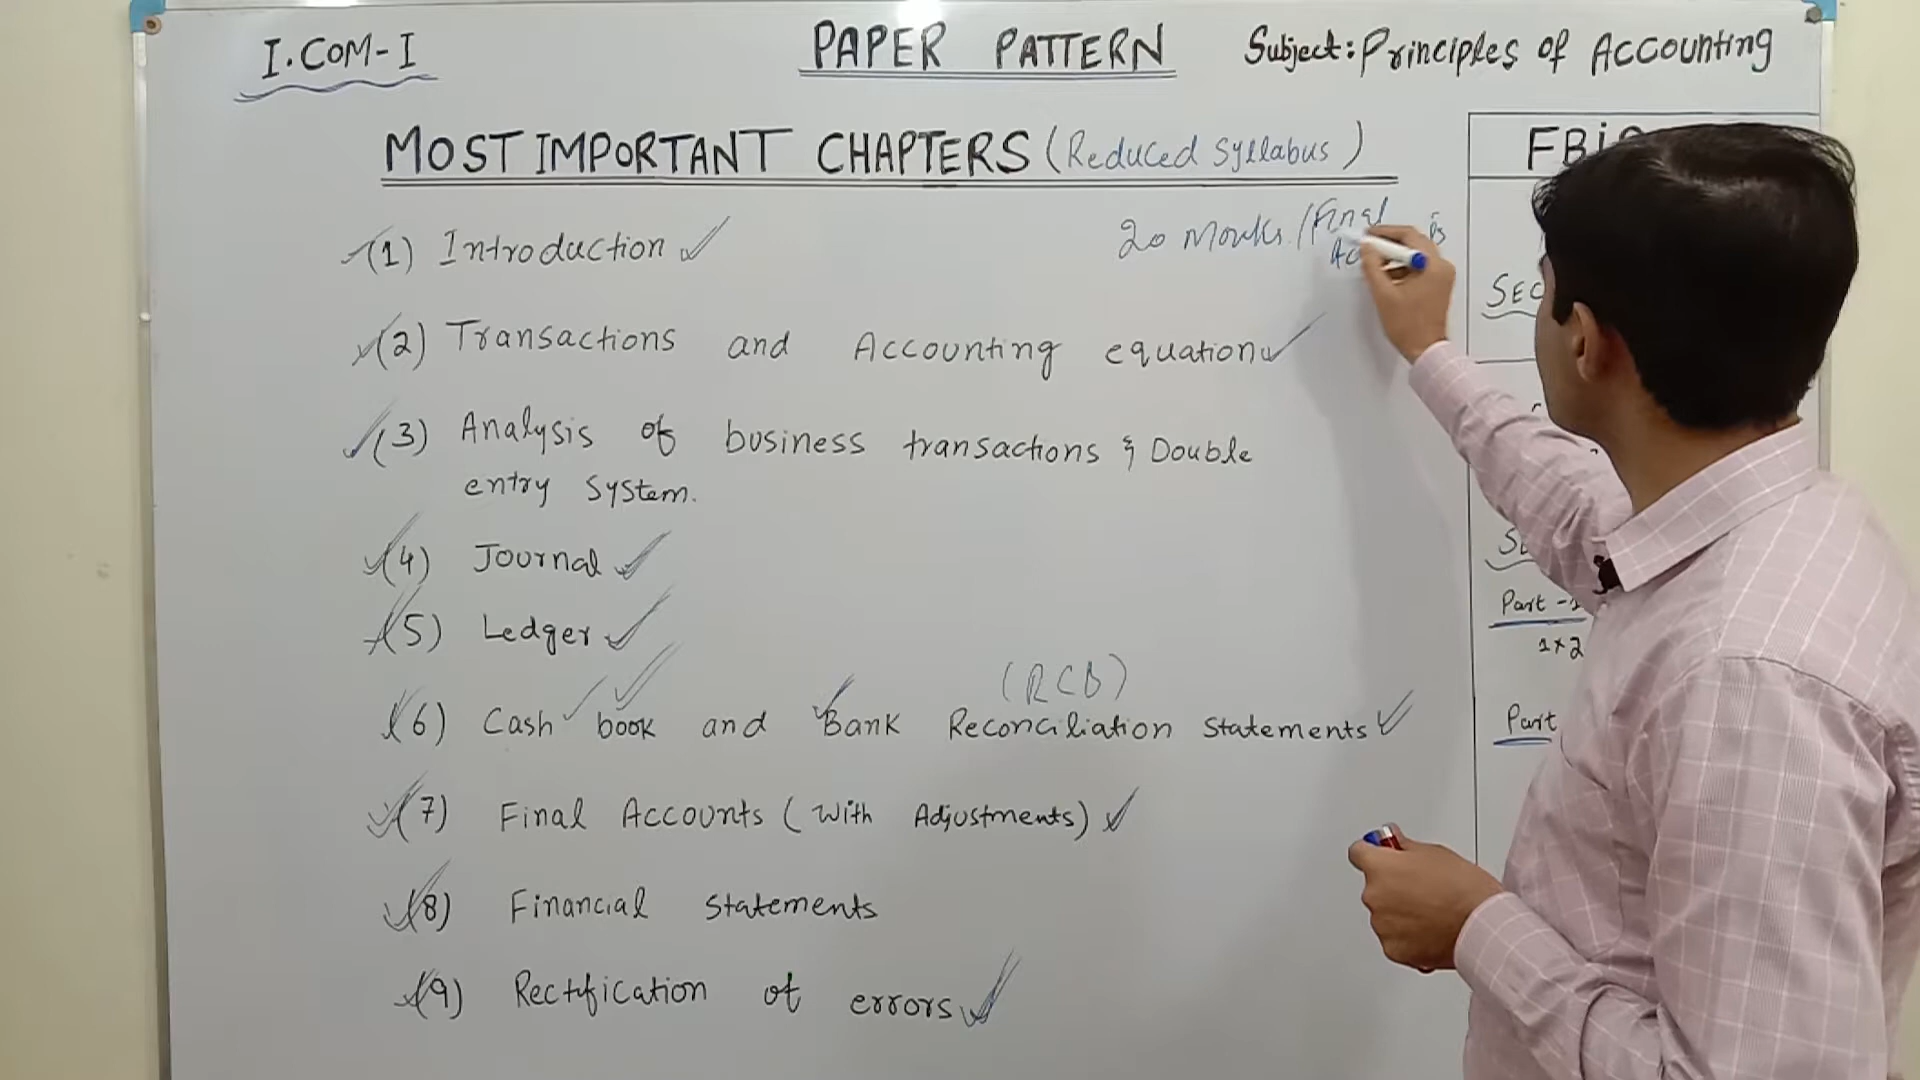 I.COM-I
PAPER PATTERN
Subject: Principles of Accounting
MOST IMPORTANT CHAPTERS (Reduced Syllabus)
20 Marks / (Final
(1) Introduction
(2) Transactions and Accounting equation
(3) Analysis of business transactions & Double
entry system.
(4) Journal
(5) Ledger
(RCB)
(6) Cash book and Bank Reconciliation Statements
(7) Final Accounts (With Adjustments)
(8) Financial Statements
(9) Rectification of errors
Part -1
1×2
Part